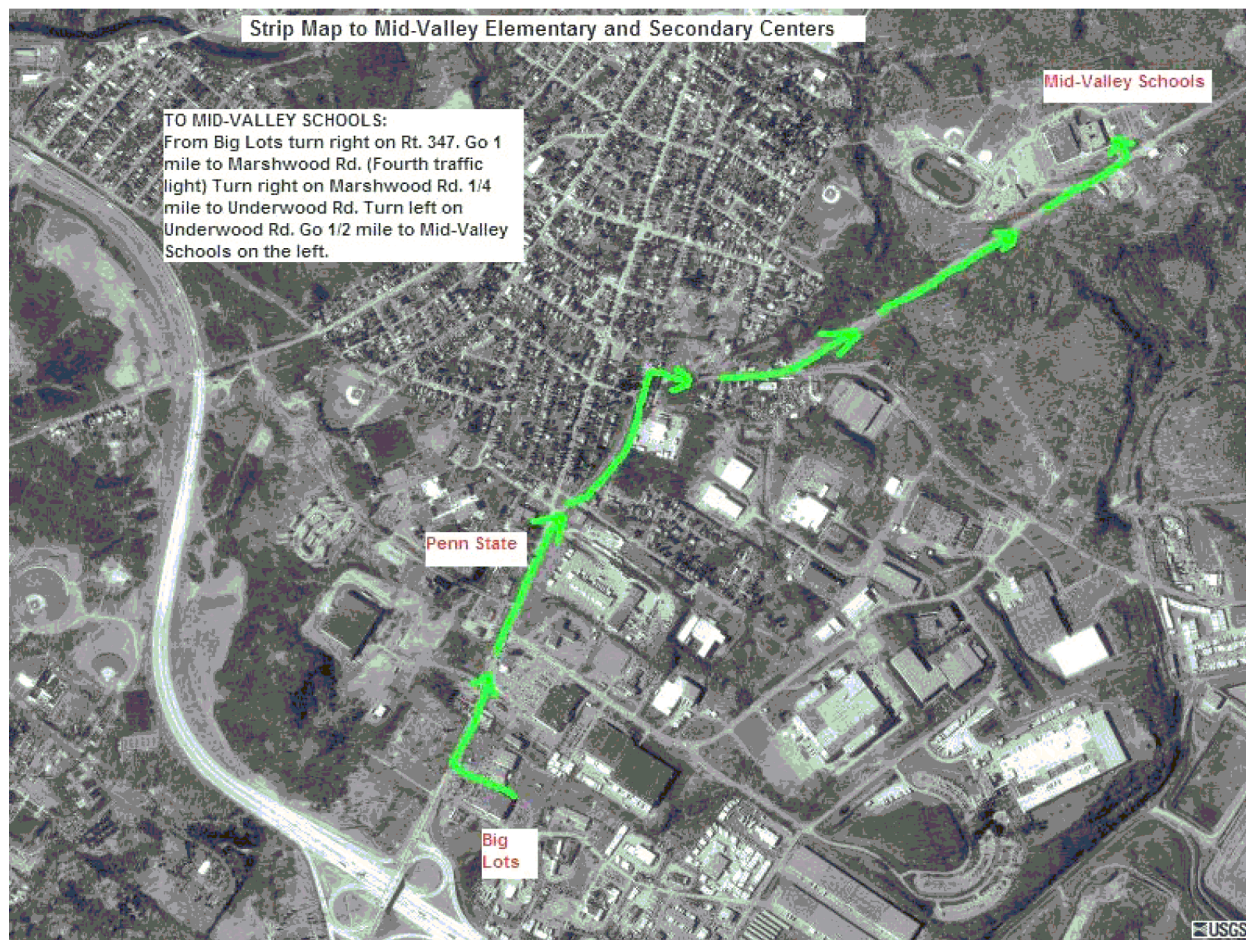 Strip Map to Mid-Valley Elementary and Secondary Centers
Mid-Valley Schools
TO MID-VALLEY SCHOOLS:
From Big Lots turn right on Rt. 347. Go 1
mile to Marshwood Rd. (Fourth traffic
light) Turn right on Marshwood Rd. 1/4
mile to Underwood Rd. Turn left on
Underwood Rd. Go 1/2 mile to Mid-Valley
Schools on the left.
Penn State
Big
Lots
USGS